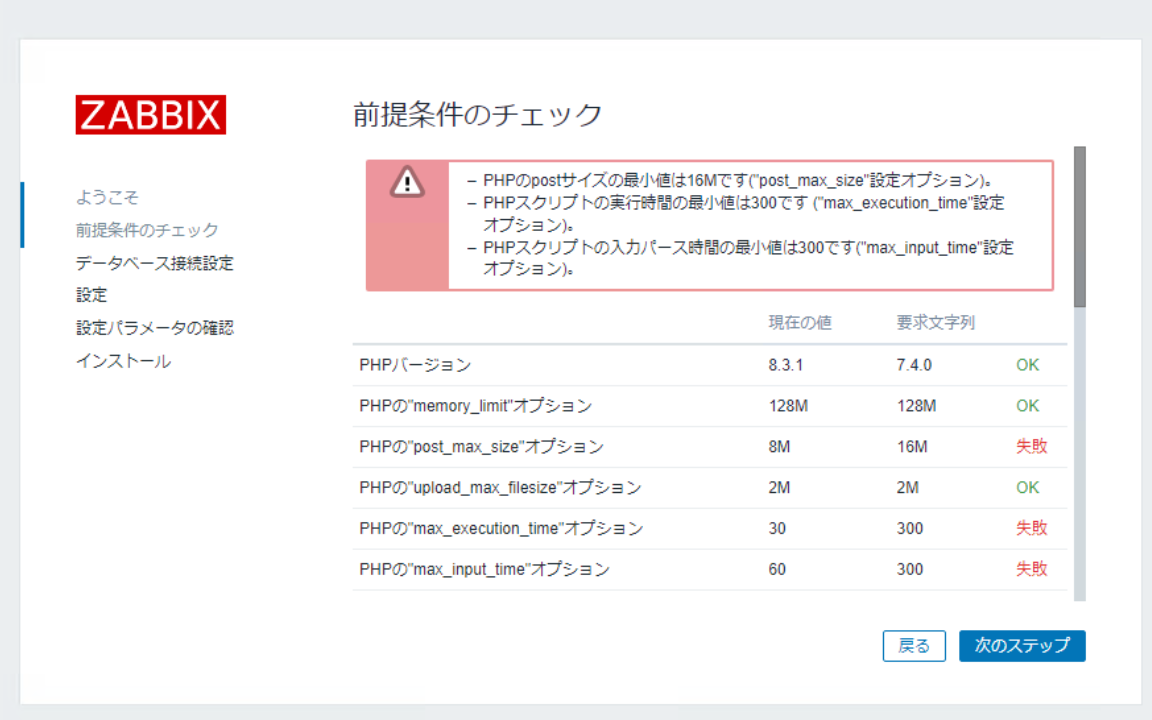 ZABBIX
ようこそ
前提条件のチェック
データベース接続設定
設定
設定パラメータの確認
インストール
前提条件のチェック
– PHPのpostサイズの最小値は16Mです("post_max_size"設定オプション)。
– PHPスクリプトの実行時間の最小値は300です ("max_execution_time"設定
オプション)。
– PHPスクリプトの入力パース時間の最小値は300です("max_input_time"設定
オプション)。
現在の値 要求文字列
PHPバージョン 8.3.1 7.4.0 OK
PHPの"memory_limit"オプション 128M 128M OK
PHPの"post_max_size"オプション 8M 16M 失敗
PHPの"upload_max_filesize"オプション 2M 2M OK
PHPの"max_execution_time"オプション 30 300 失敗
PHPの"max_input_time"オプション 60 300 失敗
戻る 次のステップ